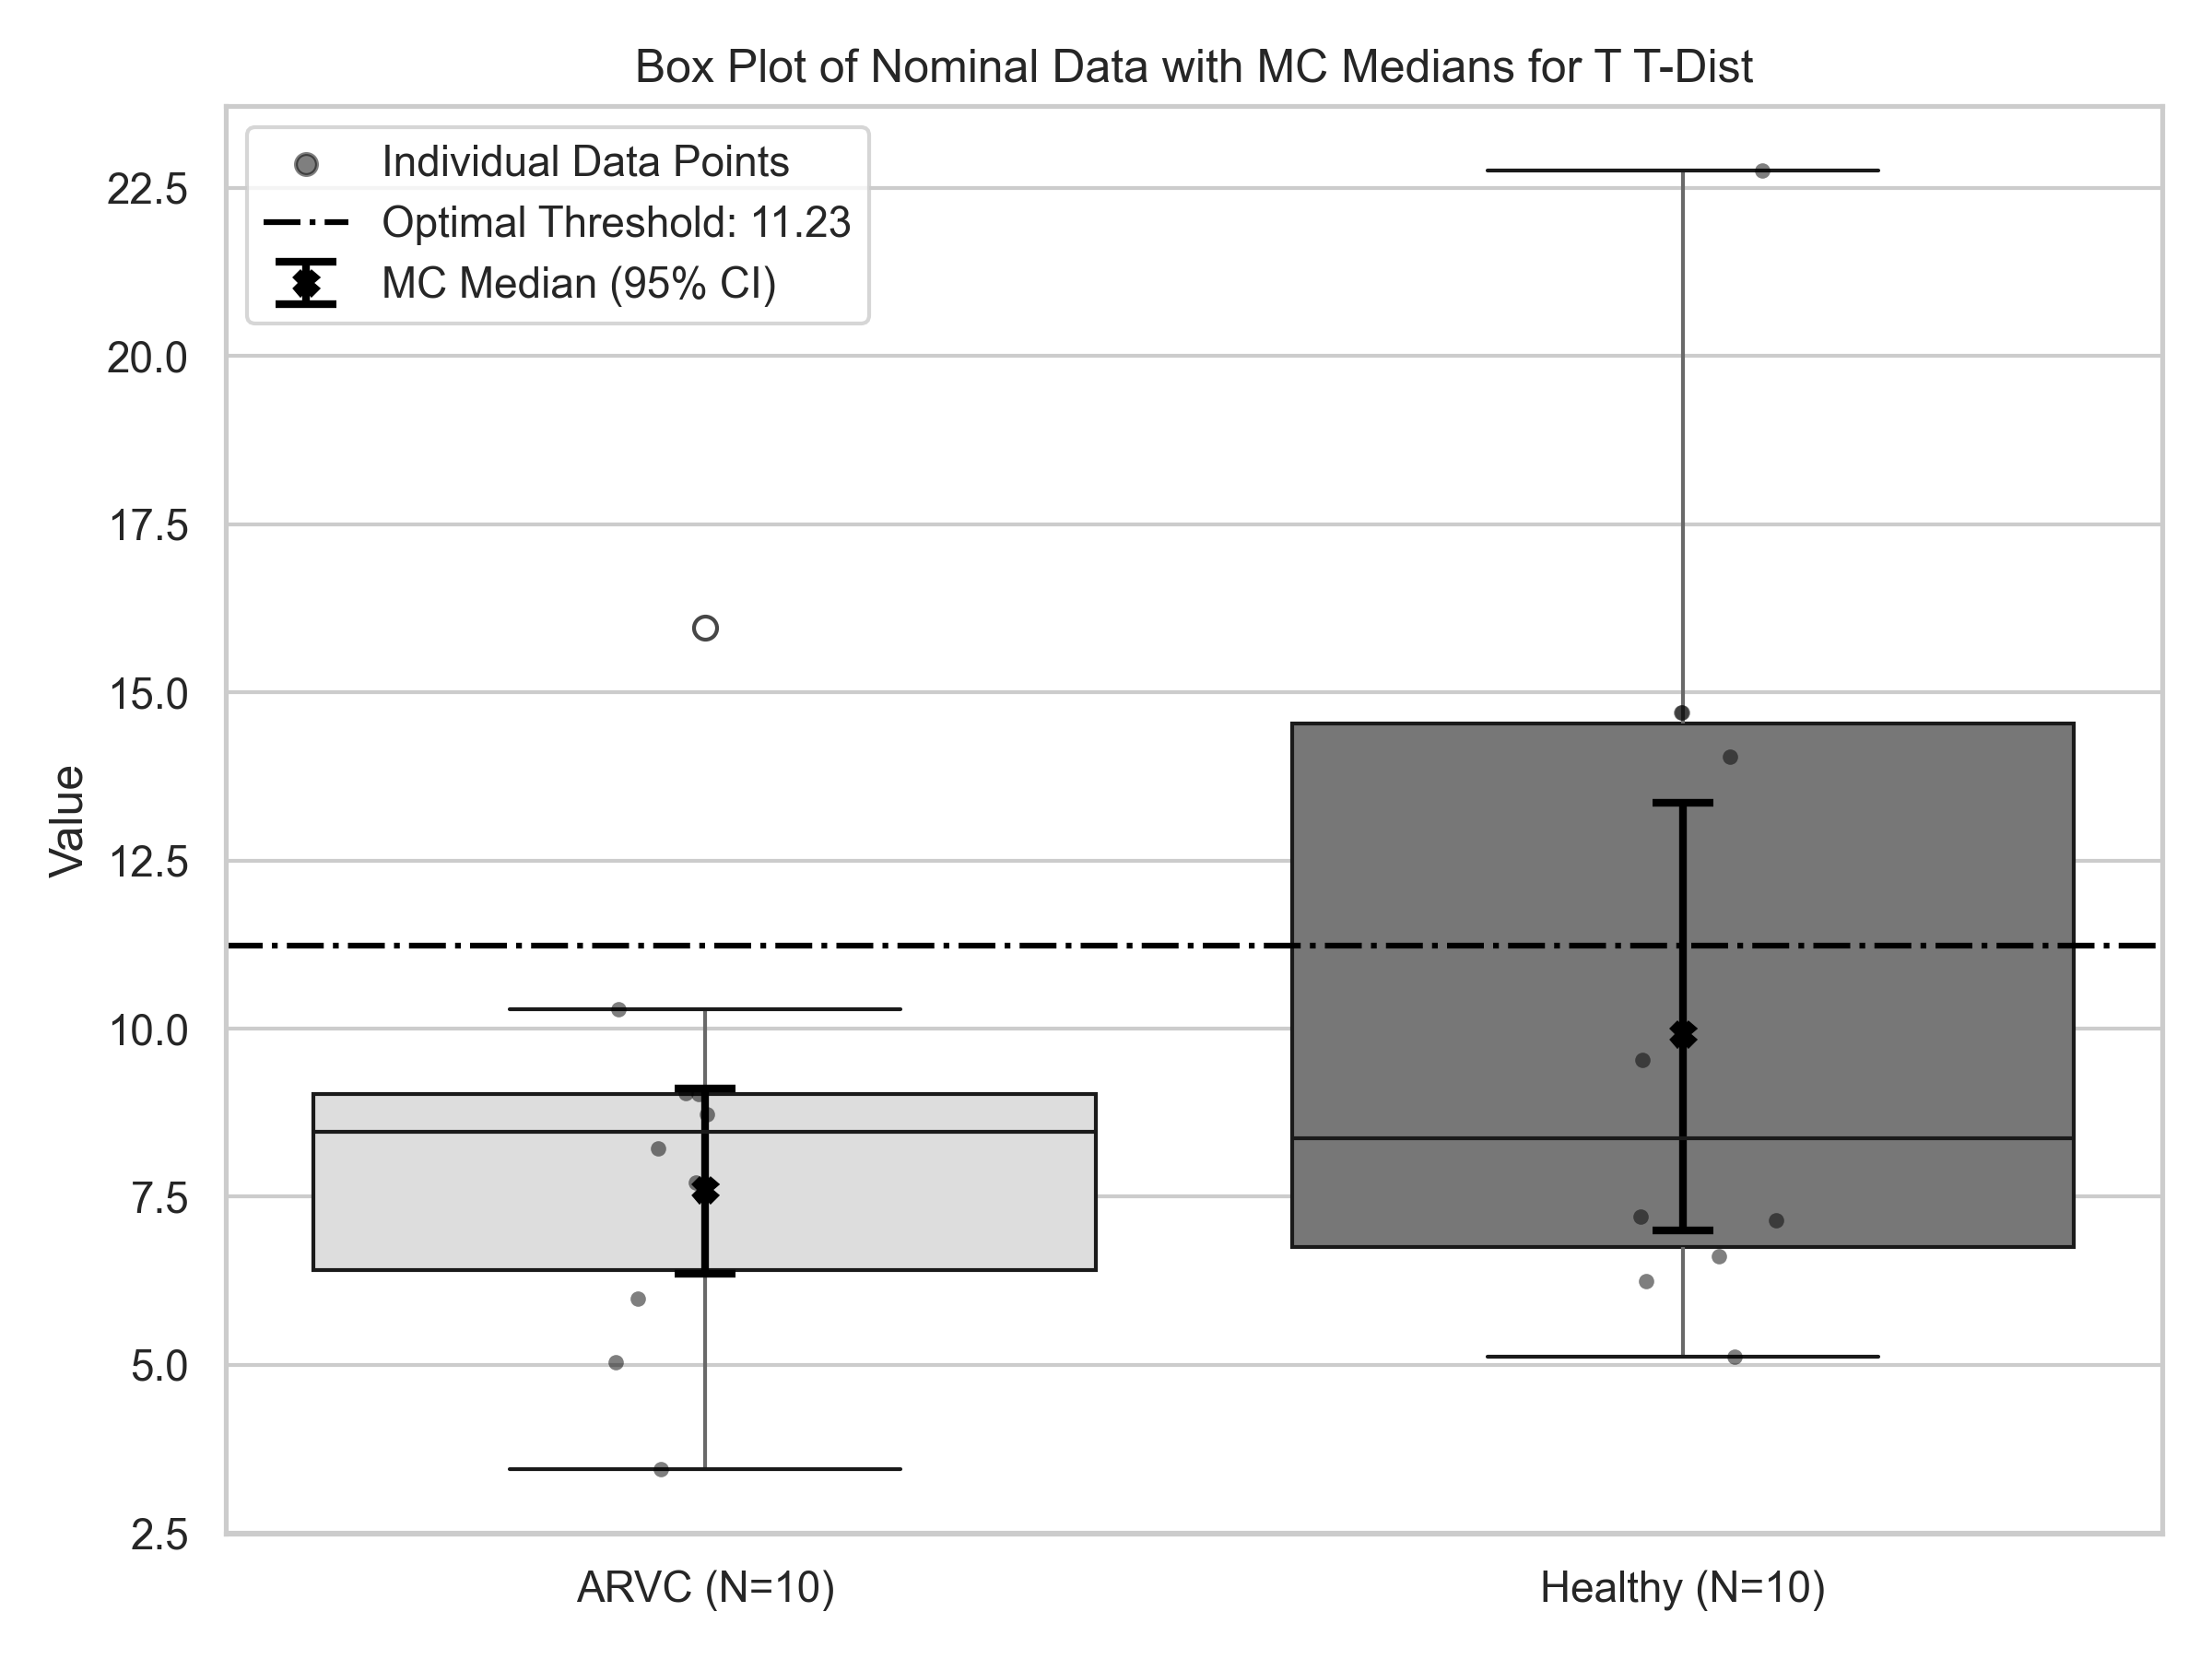 Box Plot of Nominal Data with MC Medians for T T-Dist
Individual Data Points
Optimal Threshold: 11.23
MC Median (95% CI)
22.5
20.0
17.5
15.0
12.5
10.0
7.5
5.0
2.5
Value
ARVC (N=10)
Healthy (N=10)